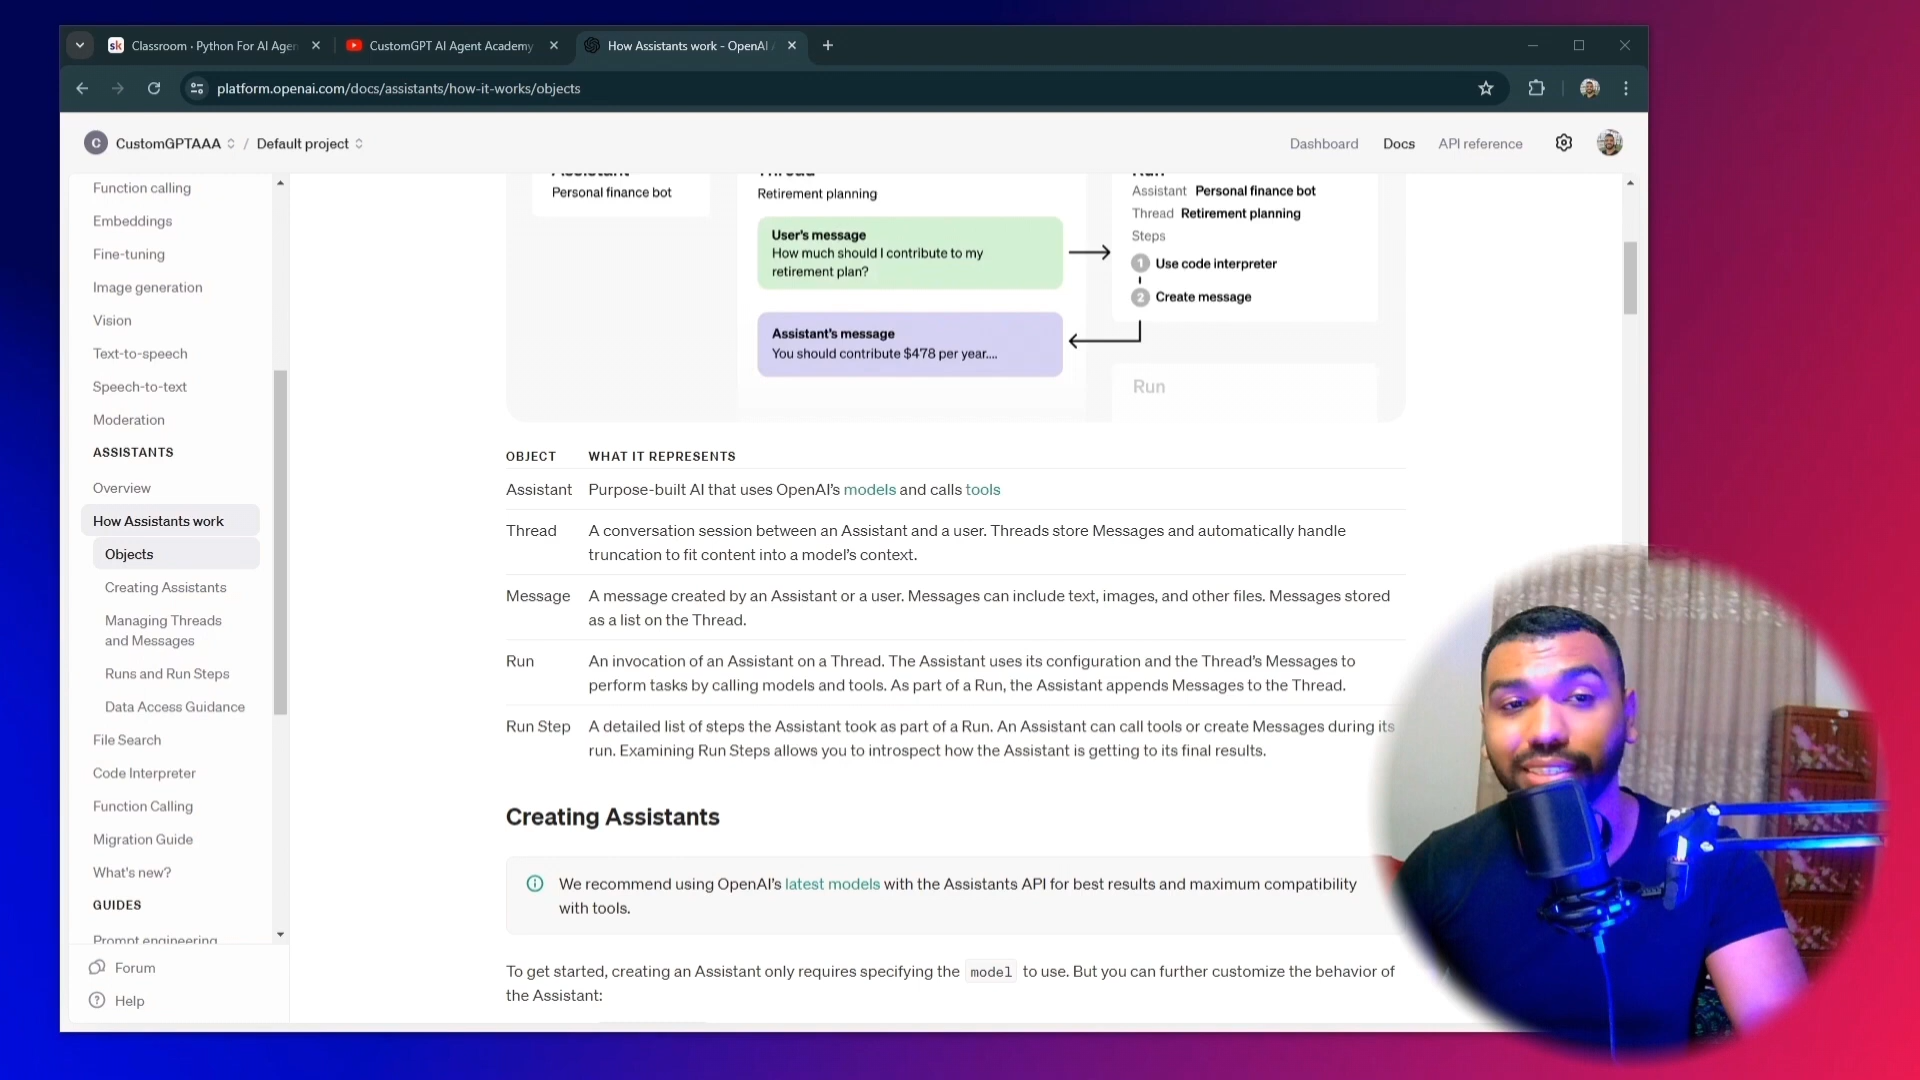 sk Classroom · Python For AI Agen
CustomGPT AI Agent Academy
How Assistants work - OpenAI
platform.openai.com/docs/assistants/how-it-works/objects
C CustomGPTAAA / Default project
Dashboard Docs API reference
Function calling
Embeddings
Fine-tuning
Image generation
Vision
Text-to-speech
Speech-to-text
Moderation
ASSISTANTS
Overview
How Assistants work
Objects
Creating Assistants
Managing Threads
and Messages
Runs and Run Steps
Data Access Guidance
File Search
Code Interpreter
Function Calling
Migration Guide
What's new?
GUIDES
Prompt engineering
Forum
Help
Assistant
Personal finance bot
Thread
Retirement planning
User's message
How much should I contribute to my
retirement plan?
Assistant's message
You should contribute $478 per year....
Run
Assistant Personal finance bot
Thread Retirement planning
Steps
1 Use code interpreter
2 Create message
Run
OBJECT WHAT IT REPRESENTS
Assistant Purpose-built AI that uses OpenAI's models and calls tools
Thread A conversation session between an Assistant and a user. Threads store Messages and automatically handle
truncation to fit content into a model's context.
Message A message created by an Assistant or a user. Messages can include text, images, and other files. Messages stored
as a list on the Thread.
Run An invocation of an Assistant on a Thread. The Assistant uses its configuration and the Thread's Messages to
perform tasks by calling models and tools. As part of a Run, the Assistant appends Messages to the Thread.
Run Step A detailed list of steps the Assistant took as part of a Run. An Assistant can call tools or create Messages during its
run. Examining Run Steps allows you to introspect how the Assistant is getting to its final results.
Creating Assistants
We recommend using OpenAI's latest models with the Assistants API for best results and maximum compatibility
with tools.
To get started, creating an Assistant only requires specifying the model to use. But you can further customize the behavior of
the Assistant: